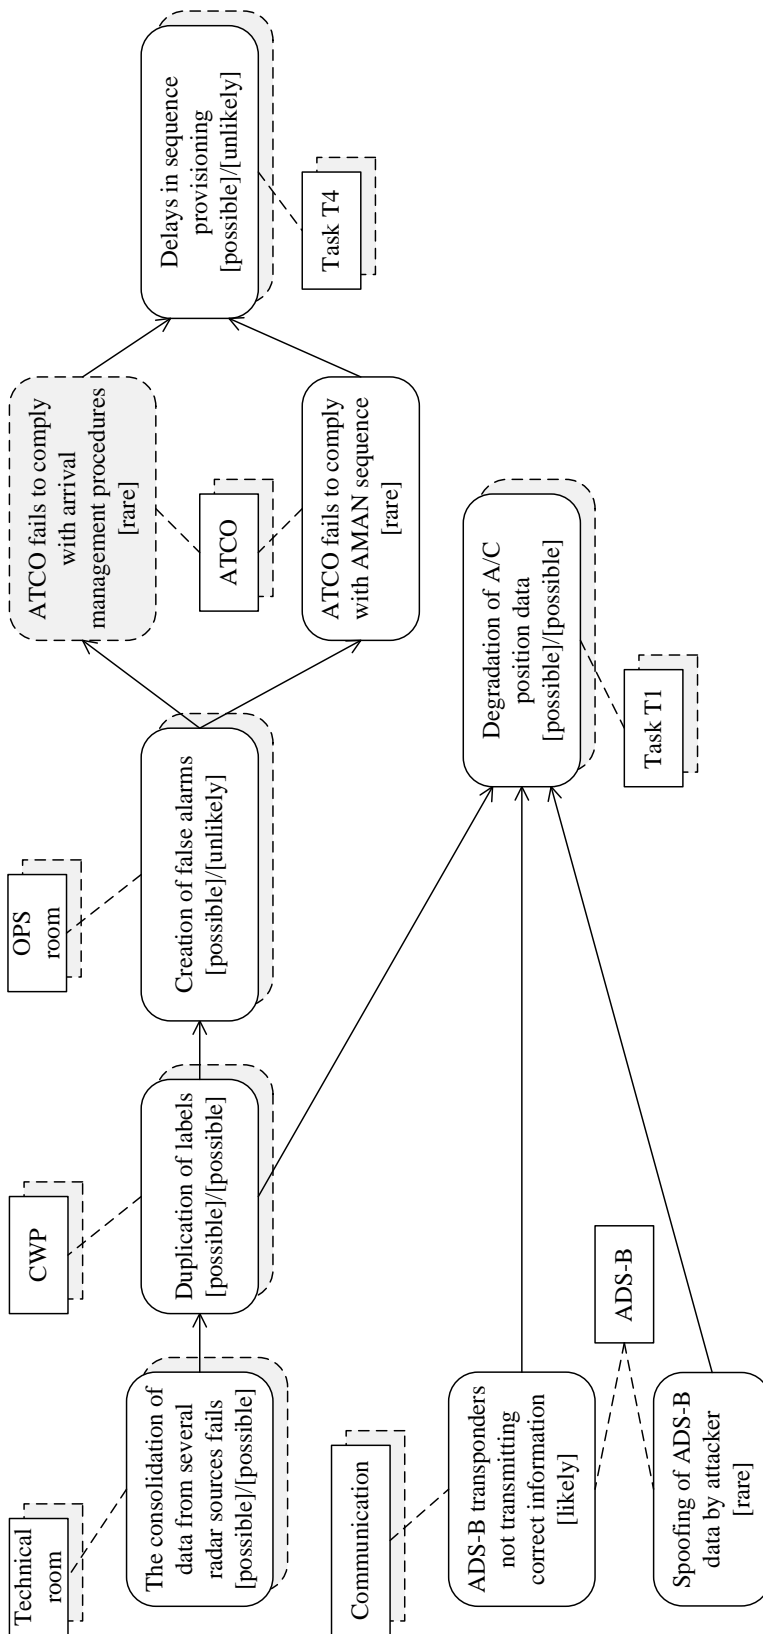 Technical
room
CWP
OPS
room
The consolidation of
data from several
radar sources fails
[possible]/[possible]
Duplication of labels
[possible]/[possible]
Creation of false alarms
[possible]/[unlikely]
ATCO fails to comply
with arrival
management procedures
[rare]
ATCO
ATCO fails to comply
with AMAN sequence
[rare]
Delays in sequence
provisioning
[possible]/[unlikely]
Task T4
Communication
ADS-B transponders
not transmitting
correct information
[likely]
ADS-B
Spoofing of ADS-B
data by attacker
[rare]
Degradation of A/C
position data
[possible]/[possible]
Task T1